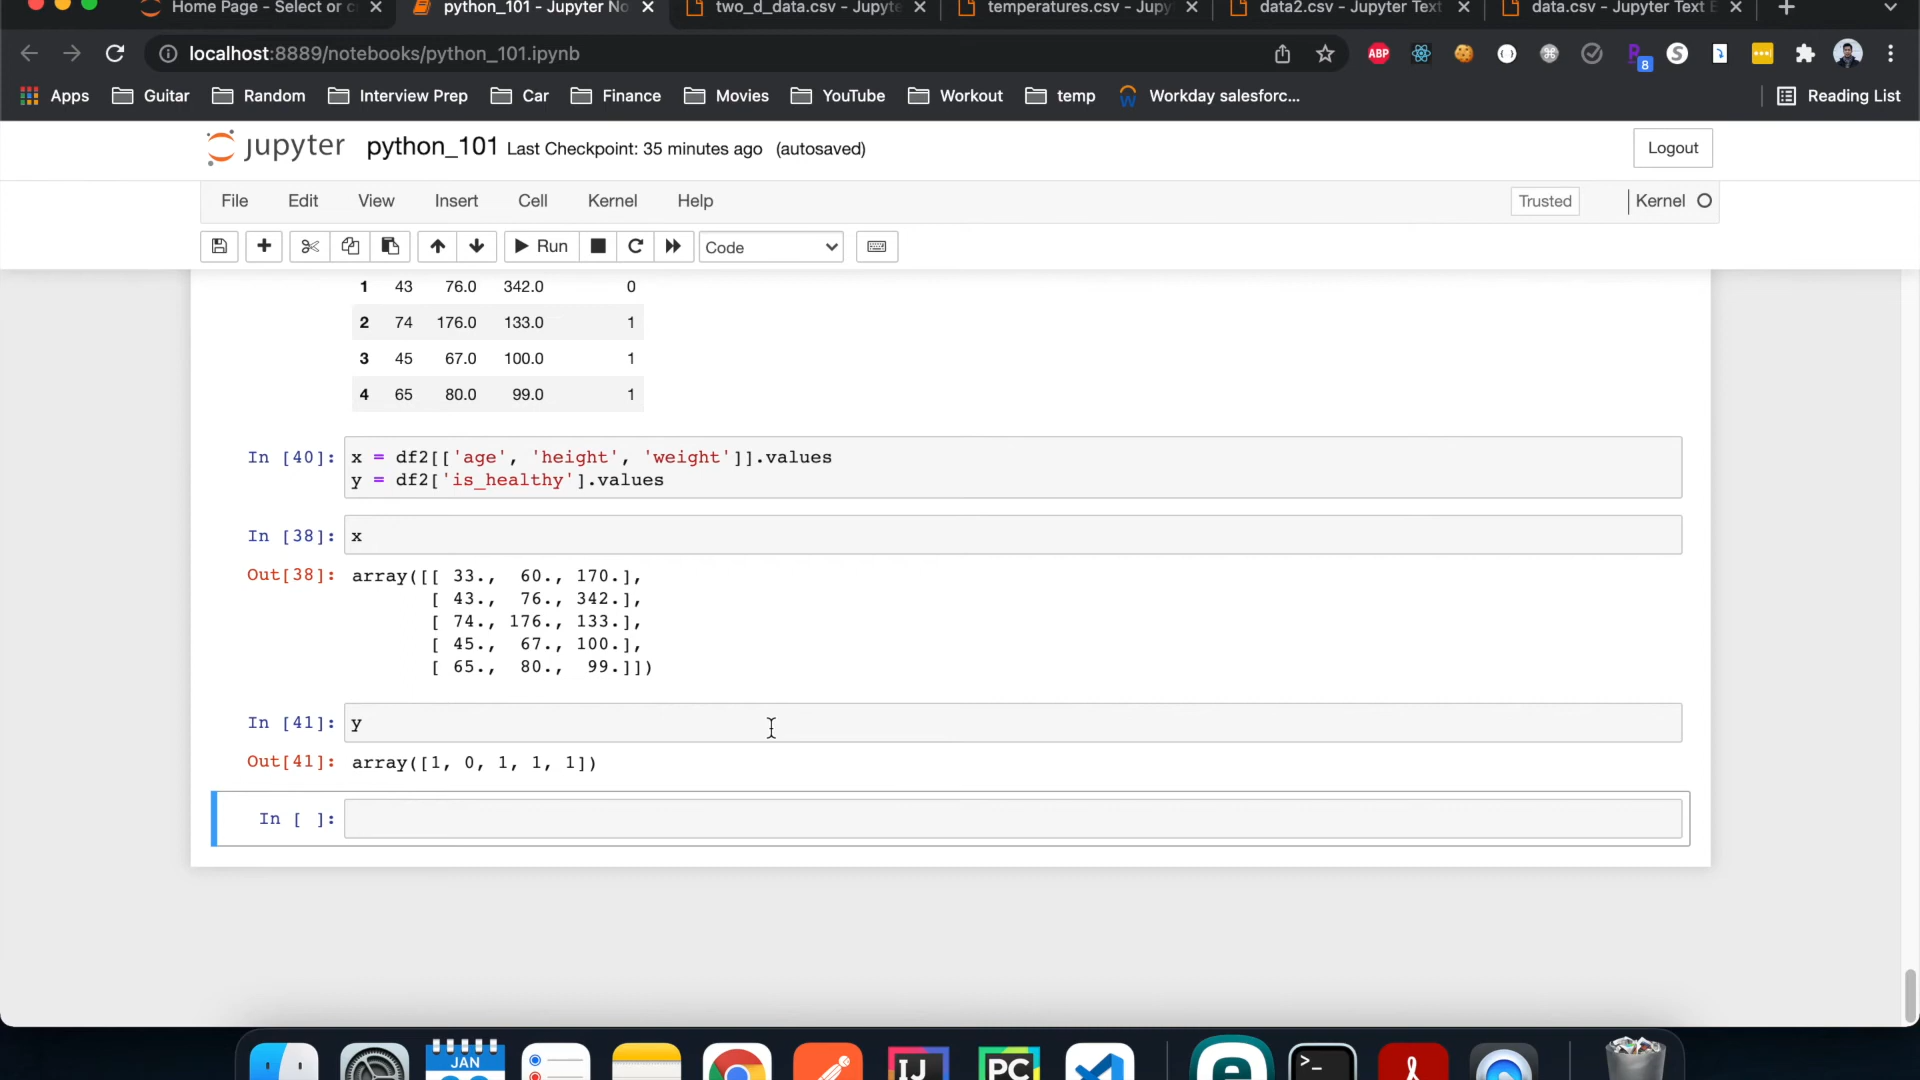 Home Page - Select or c
python_101 - Jupyter No
two_d_data.csv - Jupyte
temperatures.csv - Jupy
data2.csv - Jupyter Text
data.csv - Jupyter Text E
localhost:8889/notebooks/python_101.ipynb
ABP
8
Apps Guitar Random Interview Prep Car Finance Movies YouTube Workout temp Workday salesforc... Reading List
jupyter python_101 Last Checkpoint: 35 minutes ago (autosaved) Logout
File Edit View Insert Cell Kernel Help Trusted Kernel
Run Code
1 43 76.0 342.0 0
2 74 176.0 133.0 1
3 45 67.0 100.0 1
4 65 80.0 99.0 1
In [40]: x = df2[['age', 'height', 'weight']].values
y = df2['is_healthy'].values
In [38]: x
Out[38]: array([[ 33., 60., 170.],
[ 43., 76., 342.],
[ 74., 176., 133.],
[ 45., 67., 100.],
[ 65., 80., 99.]])
In [41]: y
Out[41]: array([1, 0, 1, 1, 1])
In [ ]:
JAN
IJ
PC